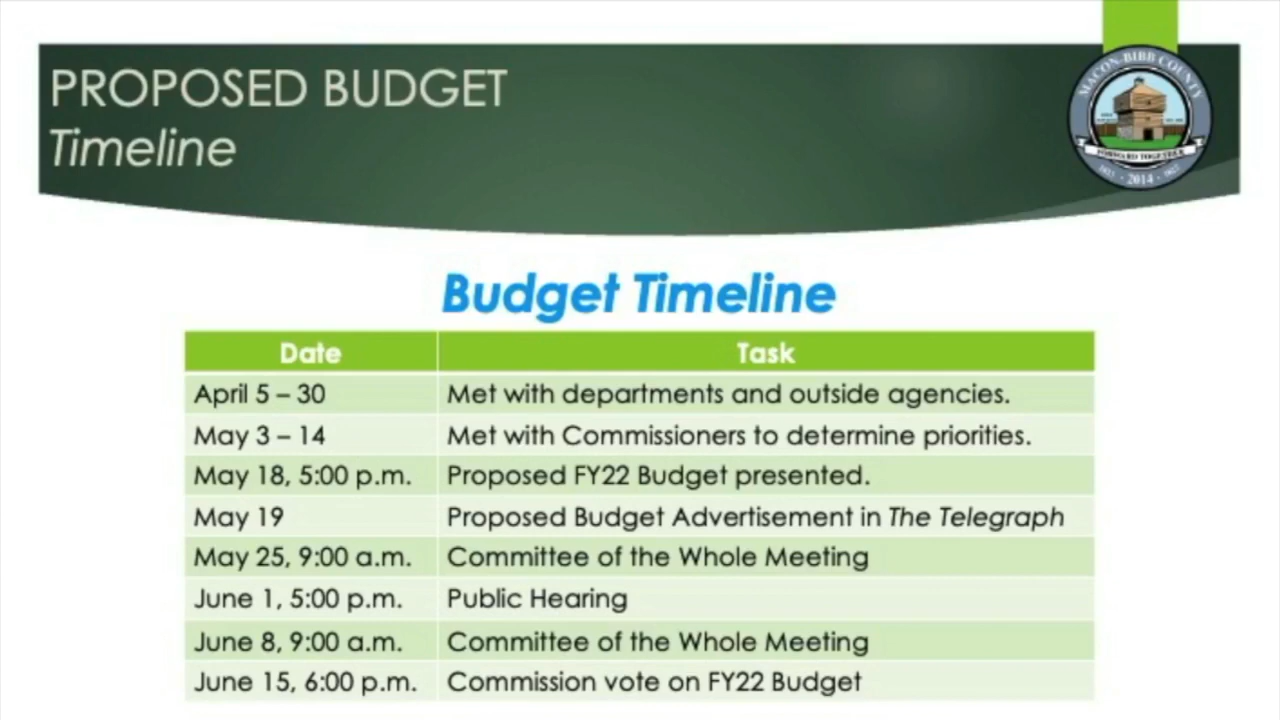 PROPOSED BUDGET
Timeline
MACON-BIBB COUNTY
FORWARD TOGETHER
2014
Budget Timeline
Date Task
April 5 – 30 Met with departments and outside agencies.
May 3 – 14 Met with Commissioners to determine priorities.
May 18, 5:00 p.m. Proposed FY22 Budget presented.
May 19 Proposed Budget Advertisement in The Telegraph
May 25, 9:00 a.m. Committee of the Whole Meeting
June 1, 5:00 p.m. Public Hearing
June 8, 9:00 a.m. Committee of the Whole Meeting
June 15, 6:00 p.m. Commission vote on FY22 Budget